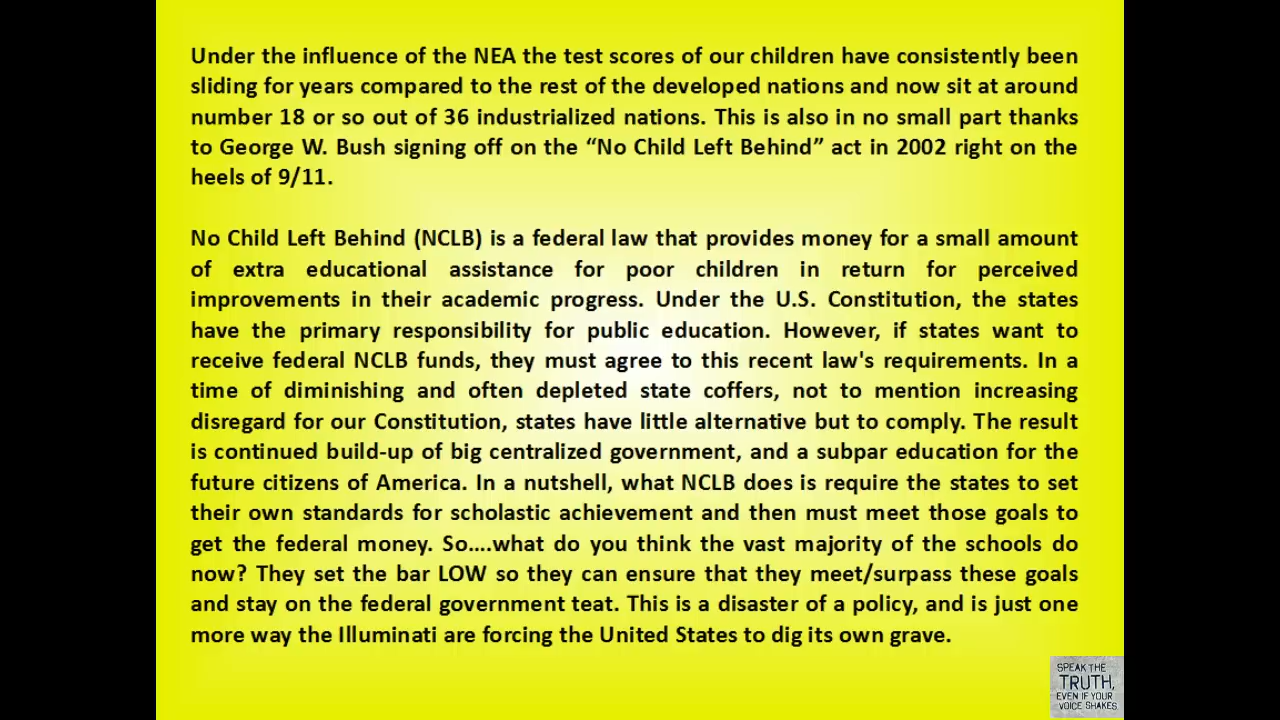 Under the influence of the NEA the test scores of our children have consistently been
sliding for years compared to the rest of the developed nations and now sit at around
number 18 or so out of 36 industrialized nations. This is also in no small part thanks
to George W. Bush signing off on the “No Child Left Behind” act in 2002 right on the
heels of 9/11.
No Child Left Behind (NCLB) is a federal law that provides money for a small amount
of extra educational assistance for poor children in return for perceived
improvements in their academic progress. Under the U.S. Constitution, the states
have the primary responsibility for public education. However, if states want to
receive federal NCLB funds, they must agree to this recent law's requirements. In a
time of diminishing and often depleted state coffers, not to mention increasing
disregard for our Constitution, states have little alternative but to comply. The result
is continued build-up of big centralized government, and a subpar education for the
future citizens of America. In a nutshell, what NCLB does is require the states to set
their own standards for scholastic achievement and then must meet those goals to
get the federal money. So....what do you think the vast majority of the schools do
now? They set the bar LOW so they can ensure that they meet/surpass these goals
and stay on the federal government teat. This is a disaster of a policy, and is just one
more way the Illuminati are forcing the United States to dig its own grave.
SPEAK THE
TRUTH,
EVEN IF YOUR
VOICE SHAKES